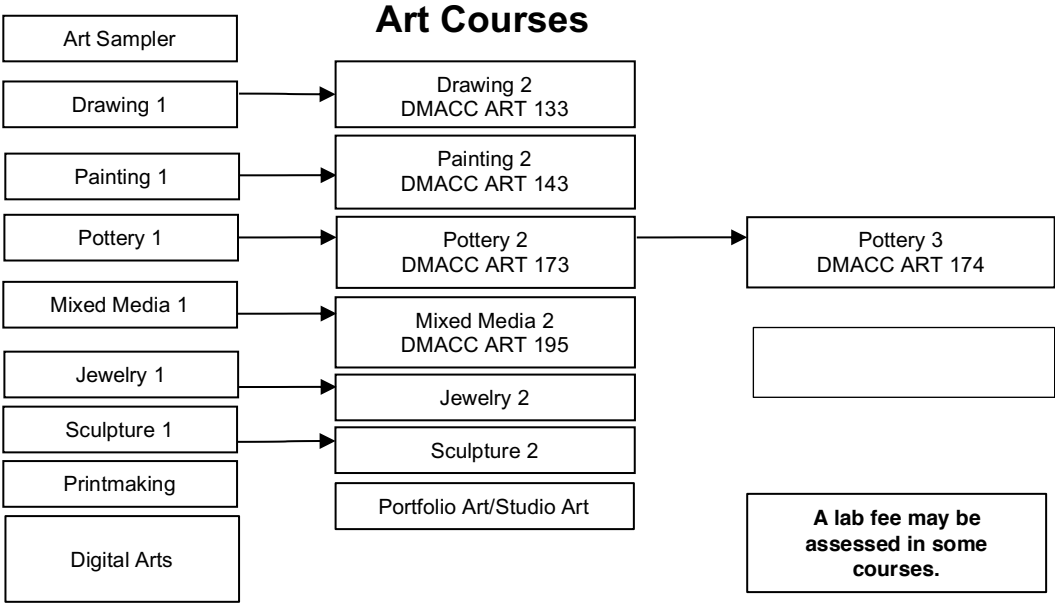 Art Courses
Art Sampler
Drawing 1
Drawing 2
DMACC ART 133
Painting 1
Painting 2
DMACC ART 143
Pottery 1
Pottery 2
DMACC ART 173
Pottery 3
DMACC ART 174
Mixed Media 1
Mixed Media 2
DMACC ART 195
Jewelry 1
Jewelry 2
Sculpture 1
Sculpture 2
Printmaking
Portfolio Art/Studio Art
Digital Arts
A lab fee may be
assessed in some
courses.